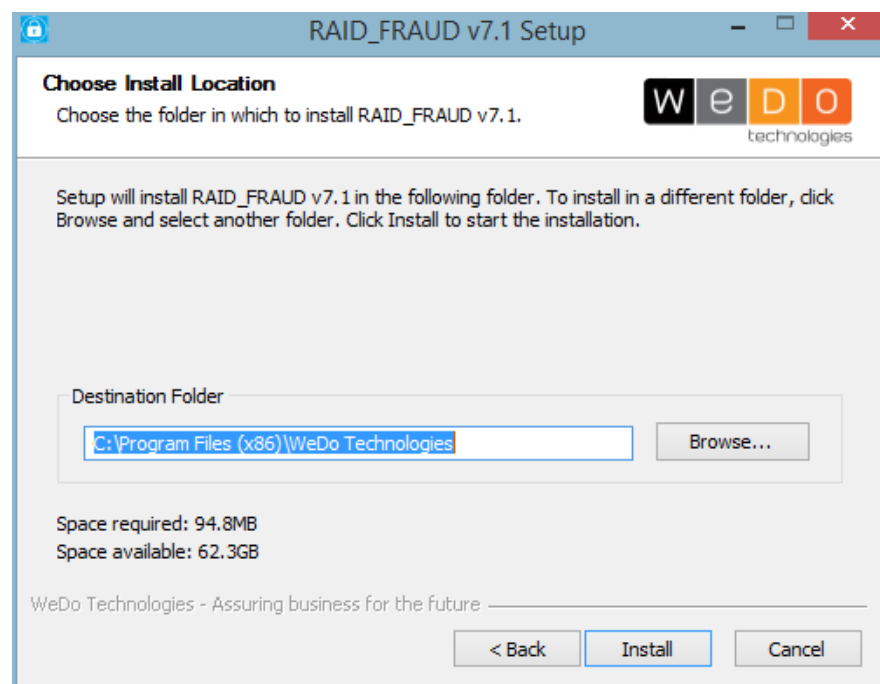 RAID_FRAUD v7.1 Setup
Choose Install Location
Choose the folder in which to install RAID_FRAUD v7.1.
WeDO
technologies
Setup will install RAID_FRAUD v7.1 in the following folder. To install in a different folder, click
Browse and select another folder. Click Install to start the installation.
Destination Folder
C:\Program Files (x86)\WeDo Technologies
Browse...
Space required: 94.8MB
Space available: 62.3GB
WeDo Technologies - Assuring business for the future
< Back
Install
Cancel